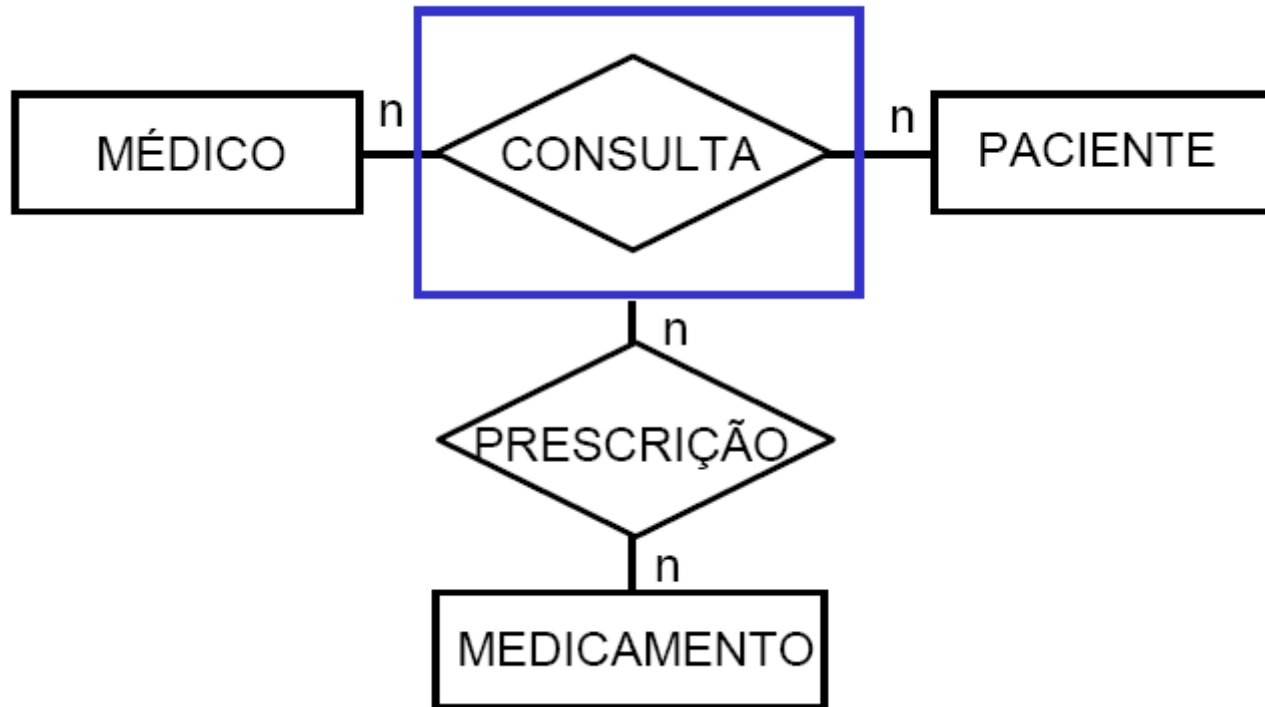 n
n
MÉDICO
CONSULTA
PACIENTE
n
PRESCRIÇÃO
n
MEDICAMENTO